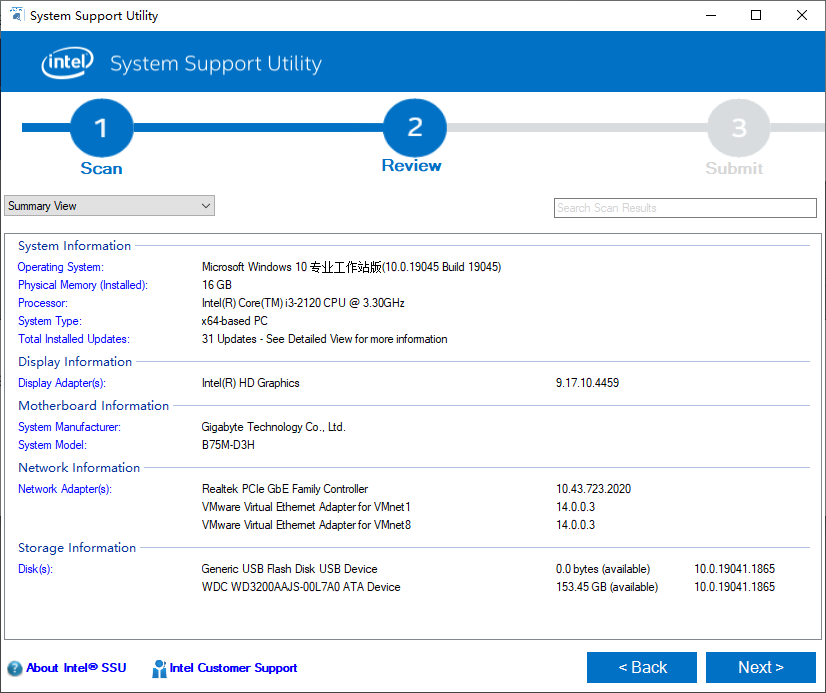 System Support Utility
intel System Support Utility
1 2 3
Scan Review Submit
Summary View Search Scan Results
System Information
Operating System: Microsoft Windows 10 专业工作站版(10.0.19045 Build 19045)
Physical Memory (Installed): 16 GB
Processor: Intel(R) Core(TM) i3-2120 CPU @ 3.30GHz
System Type: x64-based PC
Total Installed Updates: 31 Updates - See Detailed View for more information
Display Information
Display Adapter(s): Intel(R) HD Graphics 9.17.10.4459
Motherboard Information
System Manufacturer: Gigabyte Technology Co., Ltd.
System Model: B75M-D3H
Network Information
Network Adapter(s): Realtek PCIe GbE Family Controller 10.43.723.2020
VMware Virtual Ethernet Adapter for VMnet1 14.0.0.3
VMware Virtual Ethernet Adapter for VMnet8 14.0.0.3
Storage Information
Disk(s): Generic USB Flash Disk USB Device 0.0 bytes (available) 10.0.19041.1865
WDC WD3200AAJS-00L7A0 ATA Device 153.45 GB (available) 10.0.19041.1865
? About Intel® SSU Intel Customer Support < Back Next >